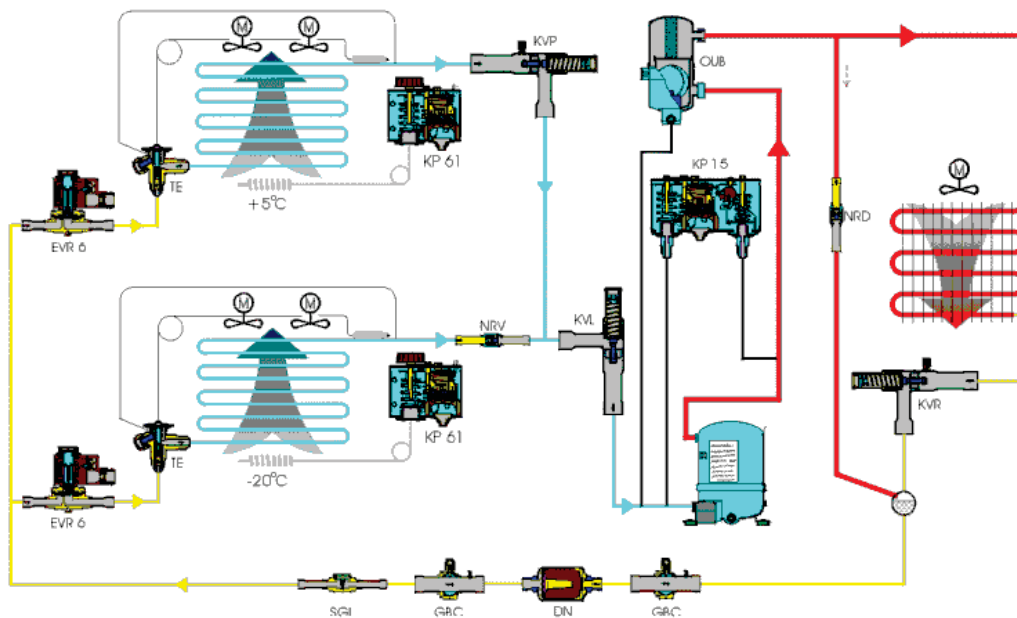 M
M
KVP
OUB
KP 61
KP 15
TE
+5°C
M
EVR 6
NRD
M
M
NRV
KVL
KP 61
KVR
TE
-20°C
EVR 6
SGI
GBC
DN
GBC